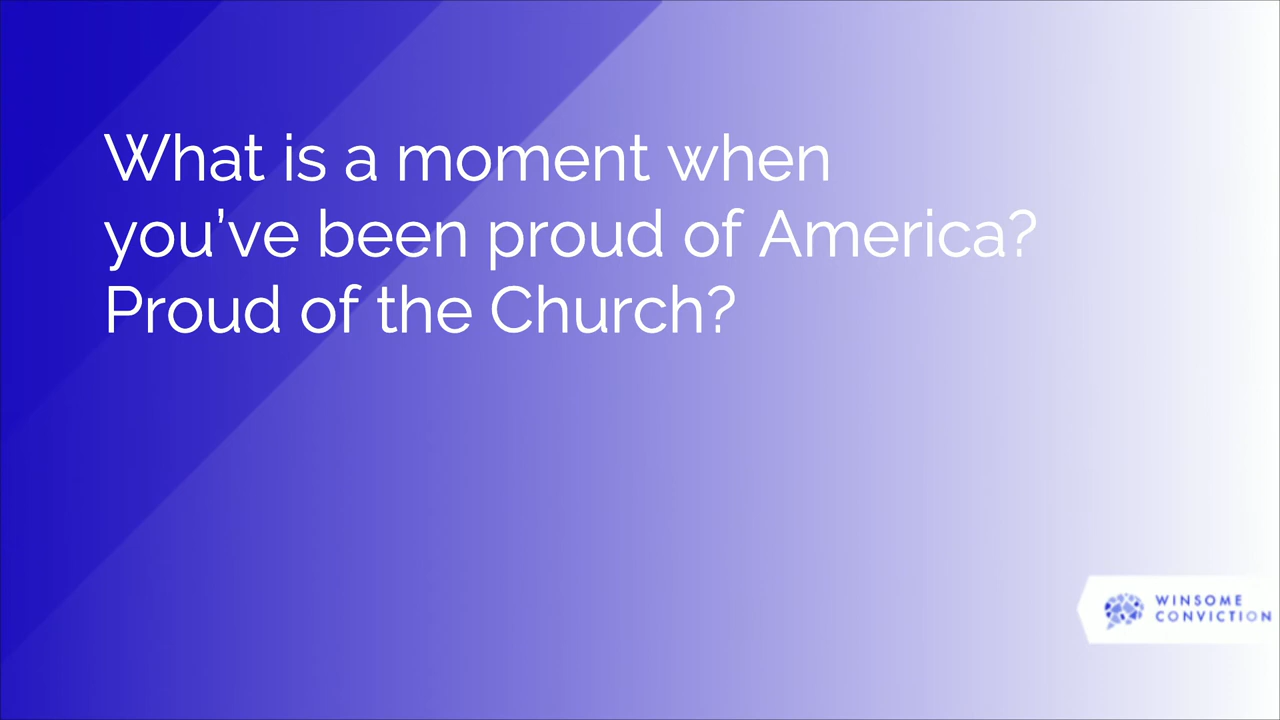 What is a moment when
you’ve been proud of America?
Proud of the Church?
WINSOME
CONVICTION